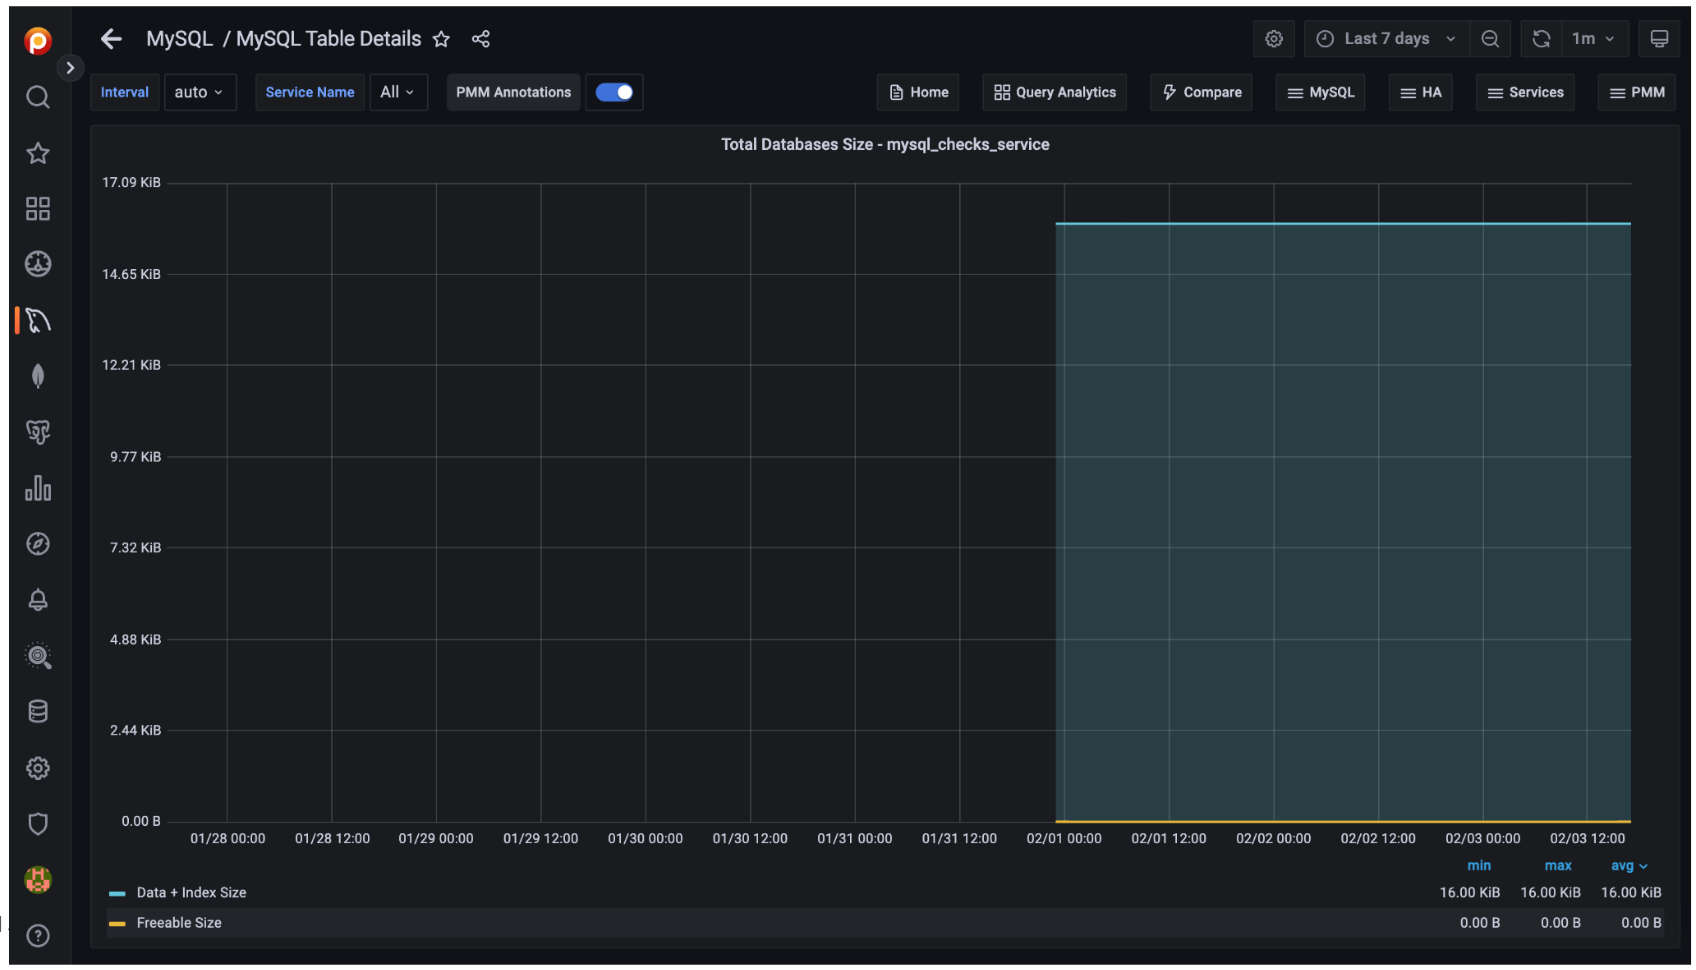 MySQL / MySQL Table Details
Last 7 days
1m
Interval
auto
Service Name
All
PMM Annotations
Home
Query Analytics
Compare
MySQL
HA
Services
PMM
Total Databases Size - mysql_checks_service
17.09 KiB
14.65 KiB
12.21 KiB
9.77 KiB
7.32 KiB
4.88 KiB
2.44 KiB
0.00 B
01/28 00:00 01/28 12:00 01/29 00:00 01/29 12:00 01/30 00:00 01/30 12:00 01/31 00:00 01/31 12:00 02/01 00:00 02/01 12:00 02/02 00:00 02/02 12:00 02/03 00:00 02/03 12:00
min max avg
Data + Index Size 16.00 KiB 16.00 KiB 16.00 KiB
Freeable Size 0.00 B 0.00 B 0.00 B